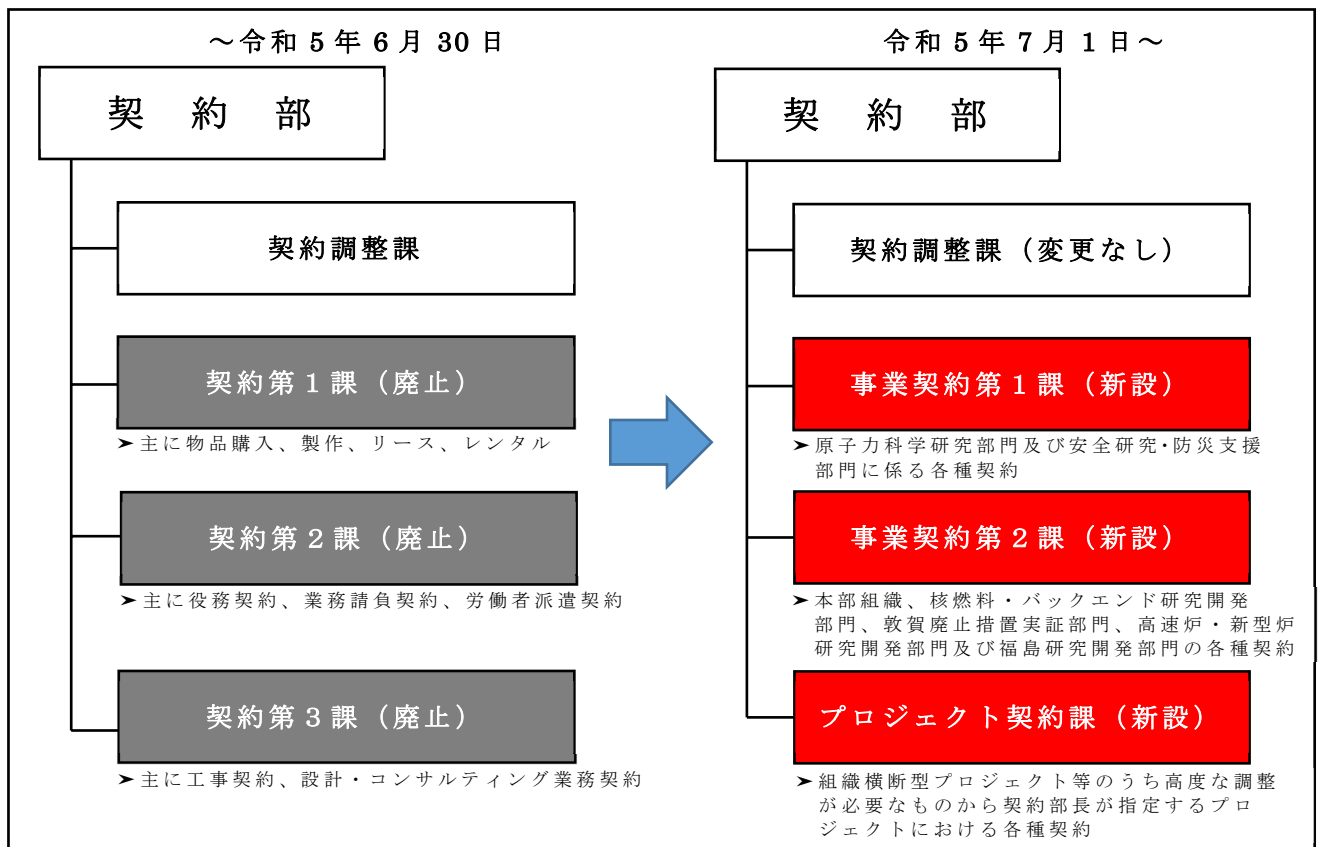 ～令和５年６月30日
契約部
契約調整課
契約第１課（廃止）
➤主に物品購入、製作、リース、レンタル
契約第２課（廃止）
➤主に役務契約、業務請負契約、労働者派遣契約
契約第３課（廃止）
➤主に工事契約、設計・コンサルティング業務契約
令和５年７月１日～
契約部
契約調整課（変更なし）
事業契約第１課（新設）
➤原子力科学研究部門及び安全研究・防災支援
部門に係る各種契約
事業契約第２課（新設）
➤本部組織、核燃料・バックエンド研究開発
部門、敦賀廃止措置実証部門、高速炉・新型炉
研究開発部門及び福島研究開発部門の各種契約
プロジェクト契約課（新設）
➤組織横断型プロジェクト等のうち高度な調整
が必要なものから契約部長が指定するプロ
ジェクトにおける各種契約